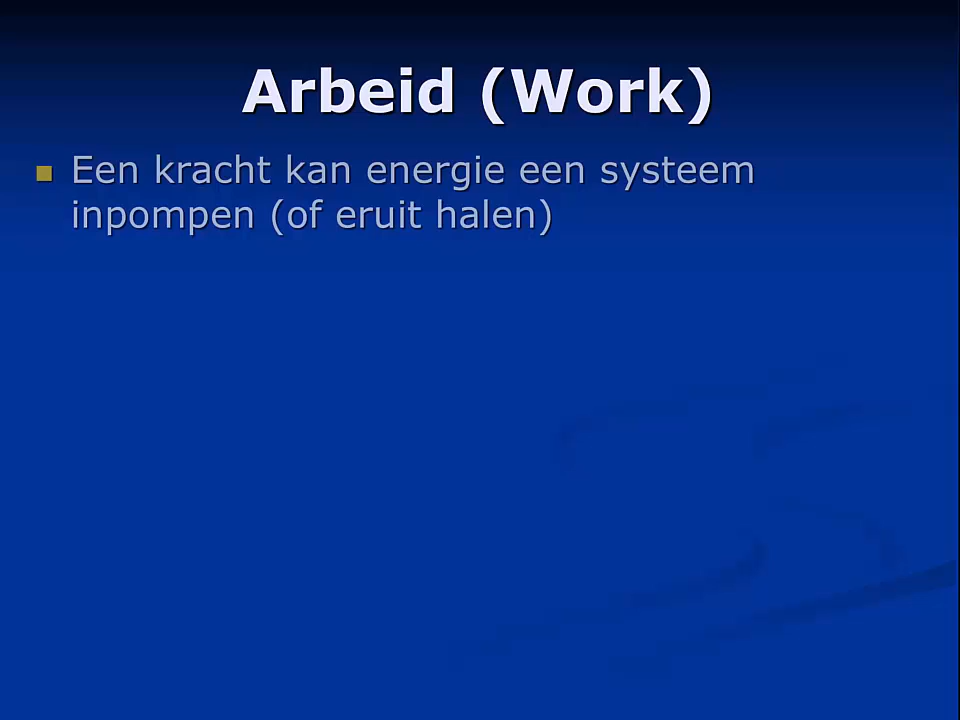 Arbeid (Work)
Een kracht kan energie een systeem
inpompen (of eruit halen)